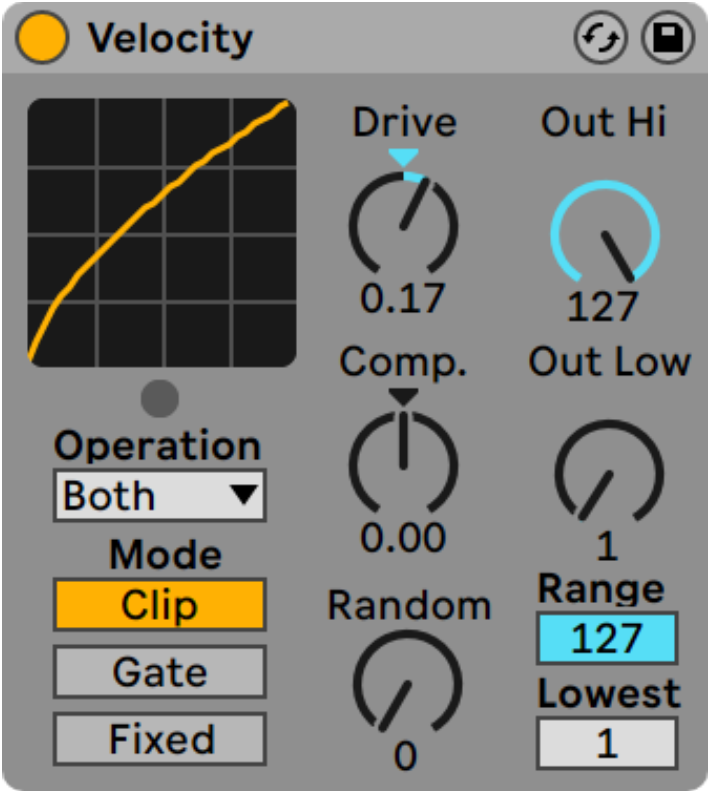 Velocity
Drive
0.17
Out Hi
127
Comp.
0.00
Out Low
1
Operation
Both
Mode
Clip
Gate
Fixed
Random
0
Range
127
Lowest
1